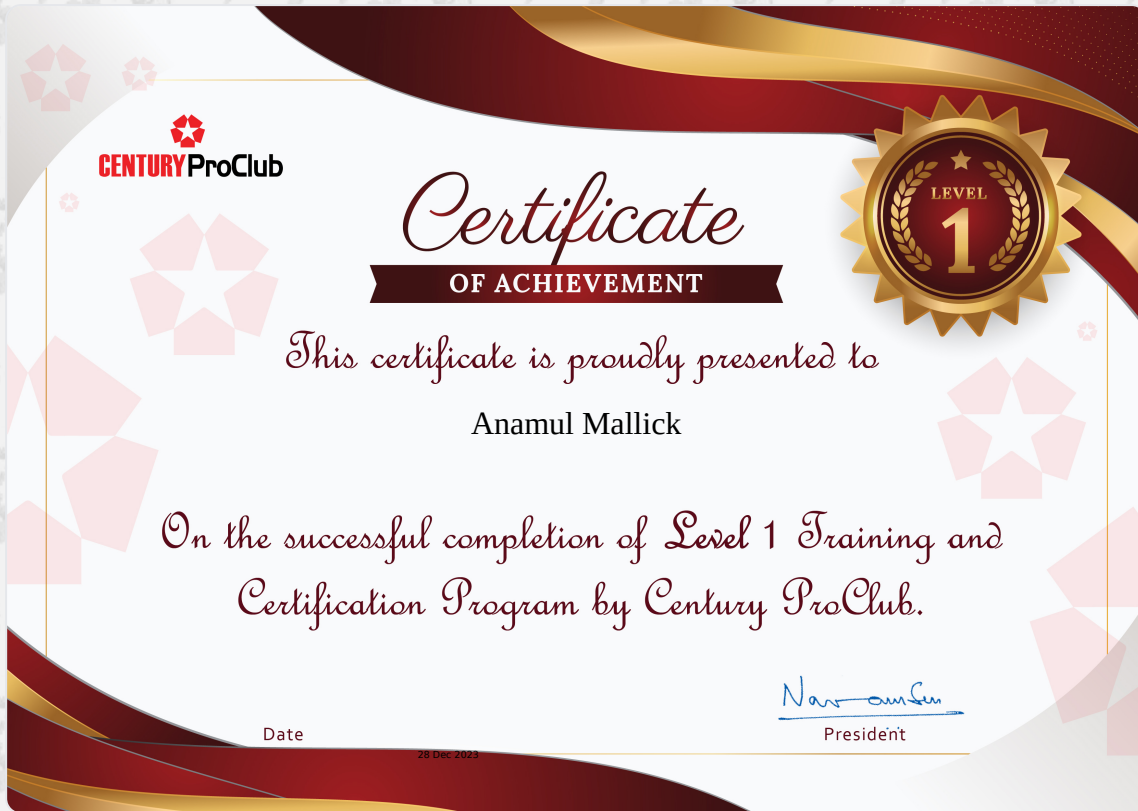 CENTURY ProClub
LEVEL
1
Certificate
OF ACHIEVEMENT
This certificate is proudly presented to
Anamul Mallick
On the successful completion of Level 1 Training and
Certification Program by Century ProClub.
Date
President
28 Dec 2023